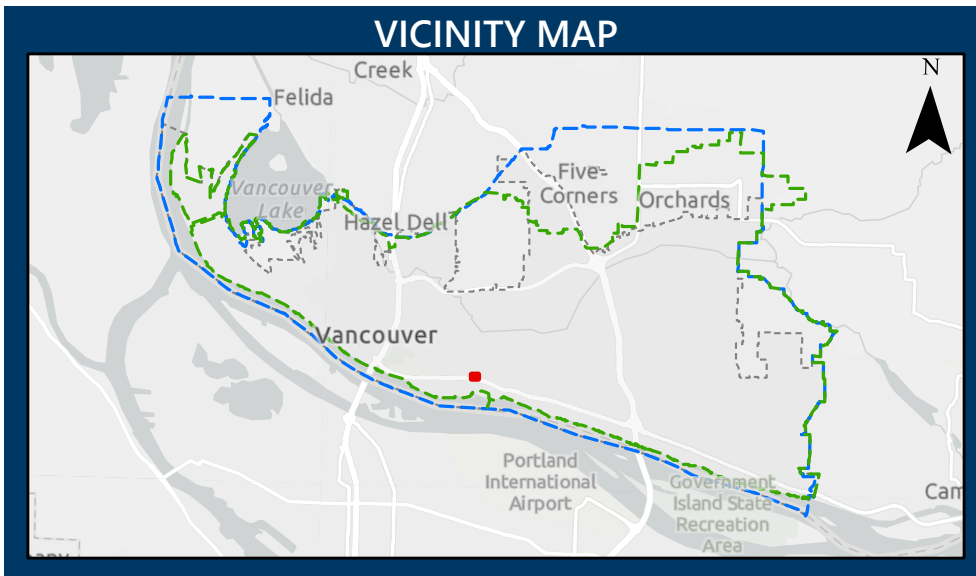 VICINITY MAP
N
Creek
Felida
Vancouver
Lake
Five
Corners
Orchards
Hazel Dell
Vancouver
Portland
International
Airport
Government
Island State
Recreation
Area
Cam